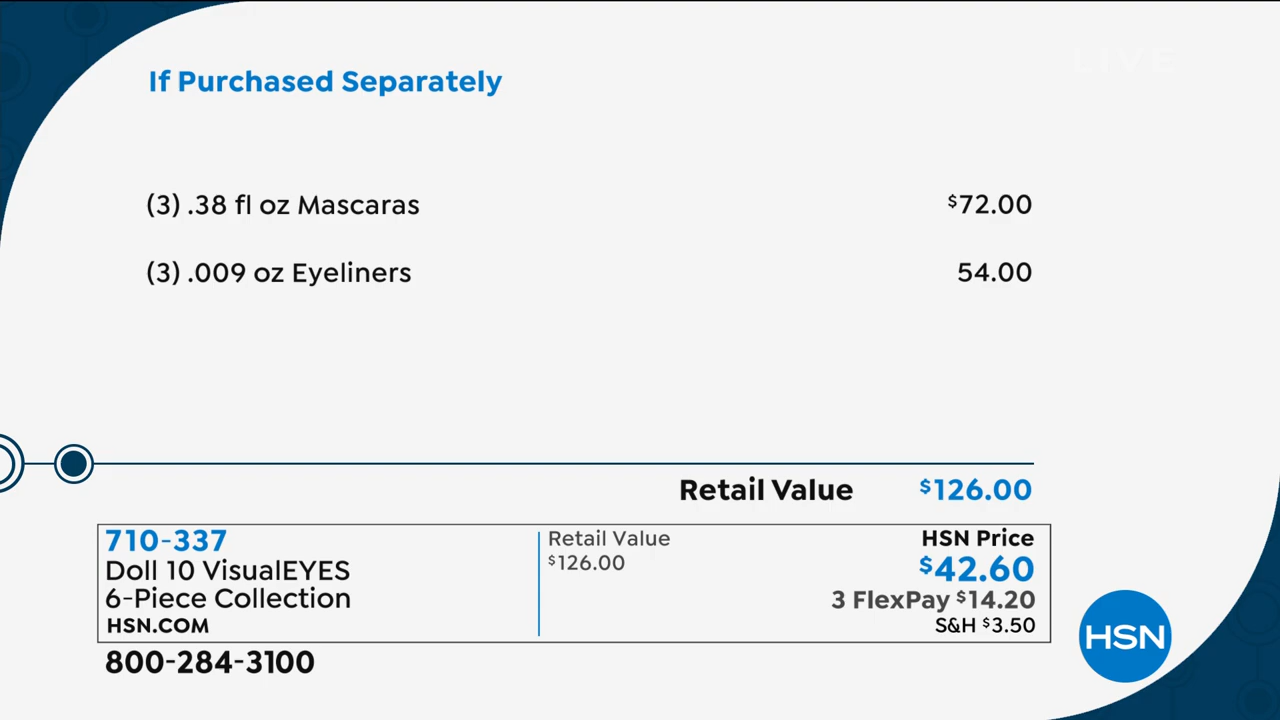 LIVE
If Purchased Separately
(3) .38 fl oz Mascaras $72.00
(3) .009 oz Eyeliners 54.00
Retail Value $126.00
710-337
Doll 10 VisualEYES
6-Piece Collection
HSN.COM
Retail Value
$126.00
HSN Price
$42.60
3 FlexPay $14.20
S&H $3.50
800-284-3100
HSN